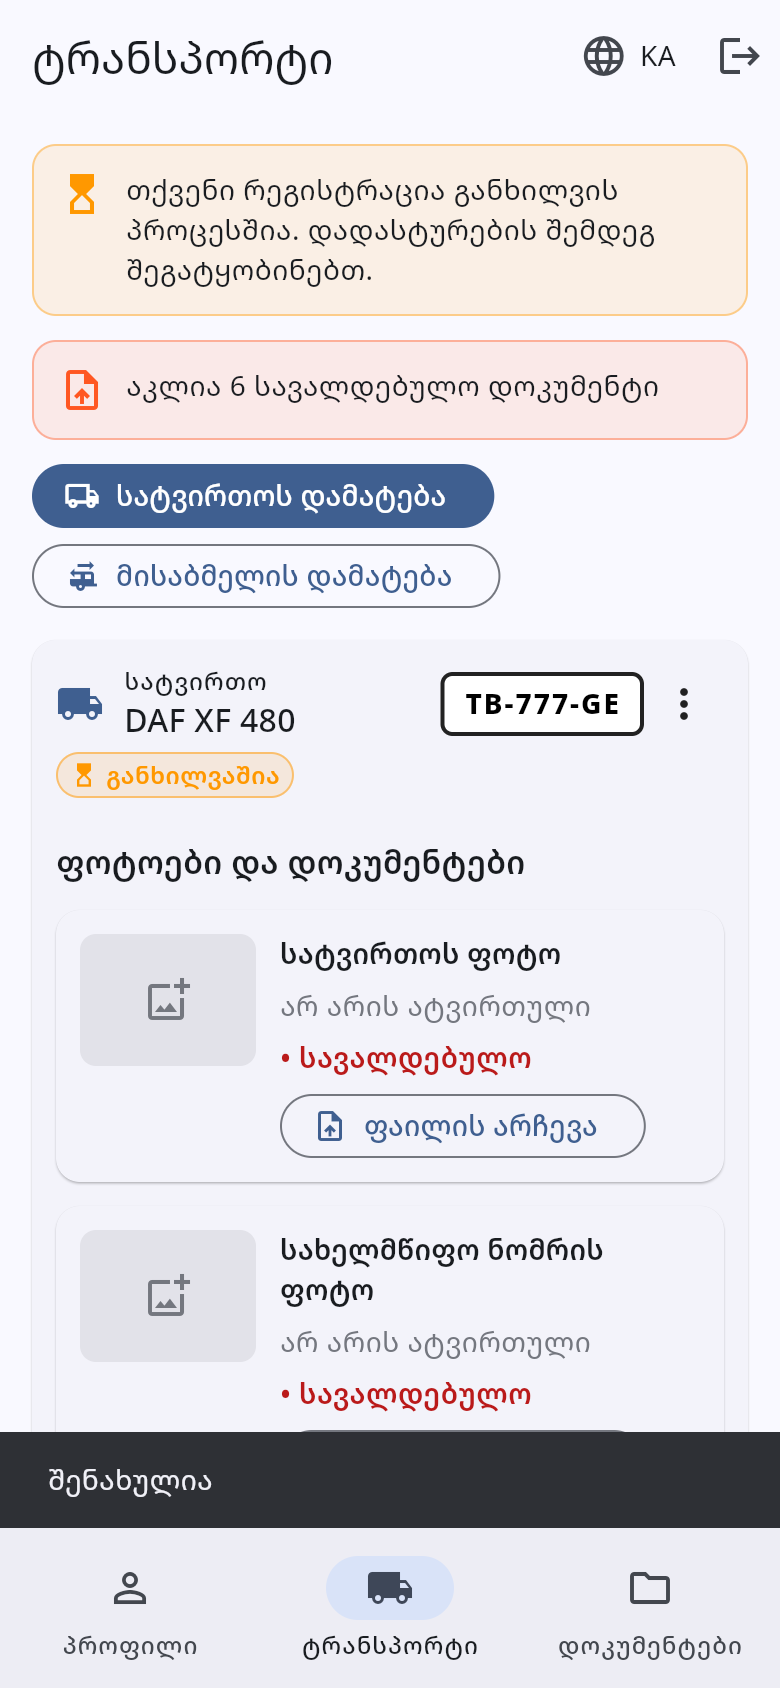 ტრანსპორტი
KA
თქვენი რეგისტრაცია განხილვის
პროცესშია. დადასტურების შემდეგ
შეგატყობინებთ.
აკლია 6 სავალდებულო დოკუმენტი
სატვირთოს დამატება
მისაბმელის დამატება
სატვირთო
DAF XF 480
TB-777-GE
განხილვაშია
ფოტოები და დოკუმენტები
სატვირთოს ფოტო
არ არის ატვირთული
• სავალდებულო
ფაილის არჩევა
სახელმწიფო ნომრის
ფოტო
არ არის ატვირთული
• სავალდებულო
შენახულია
პროფილი
ტრანსპორტი
დოკუმენტები